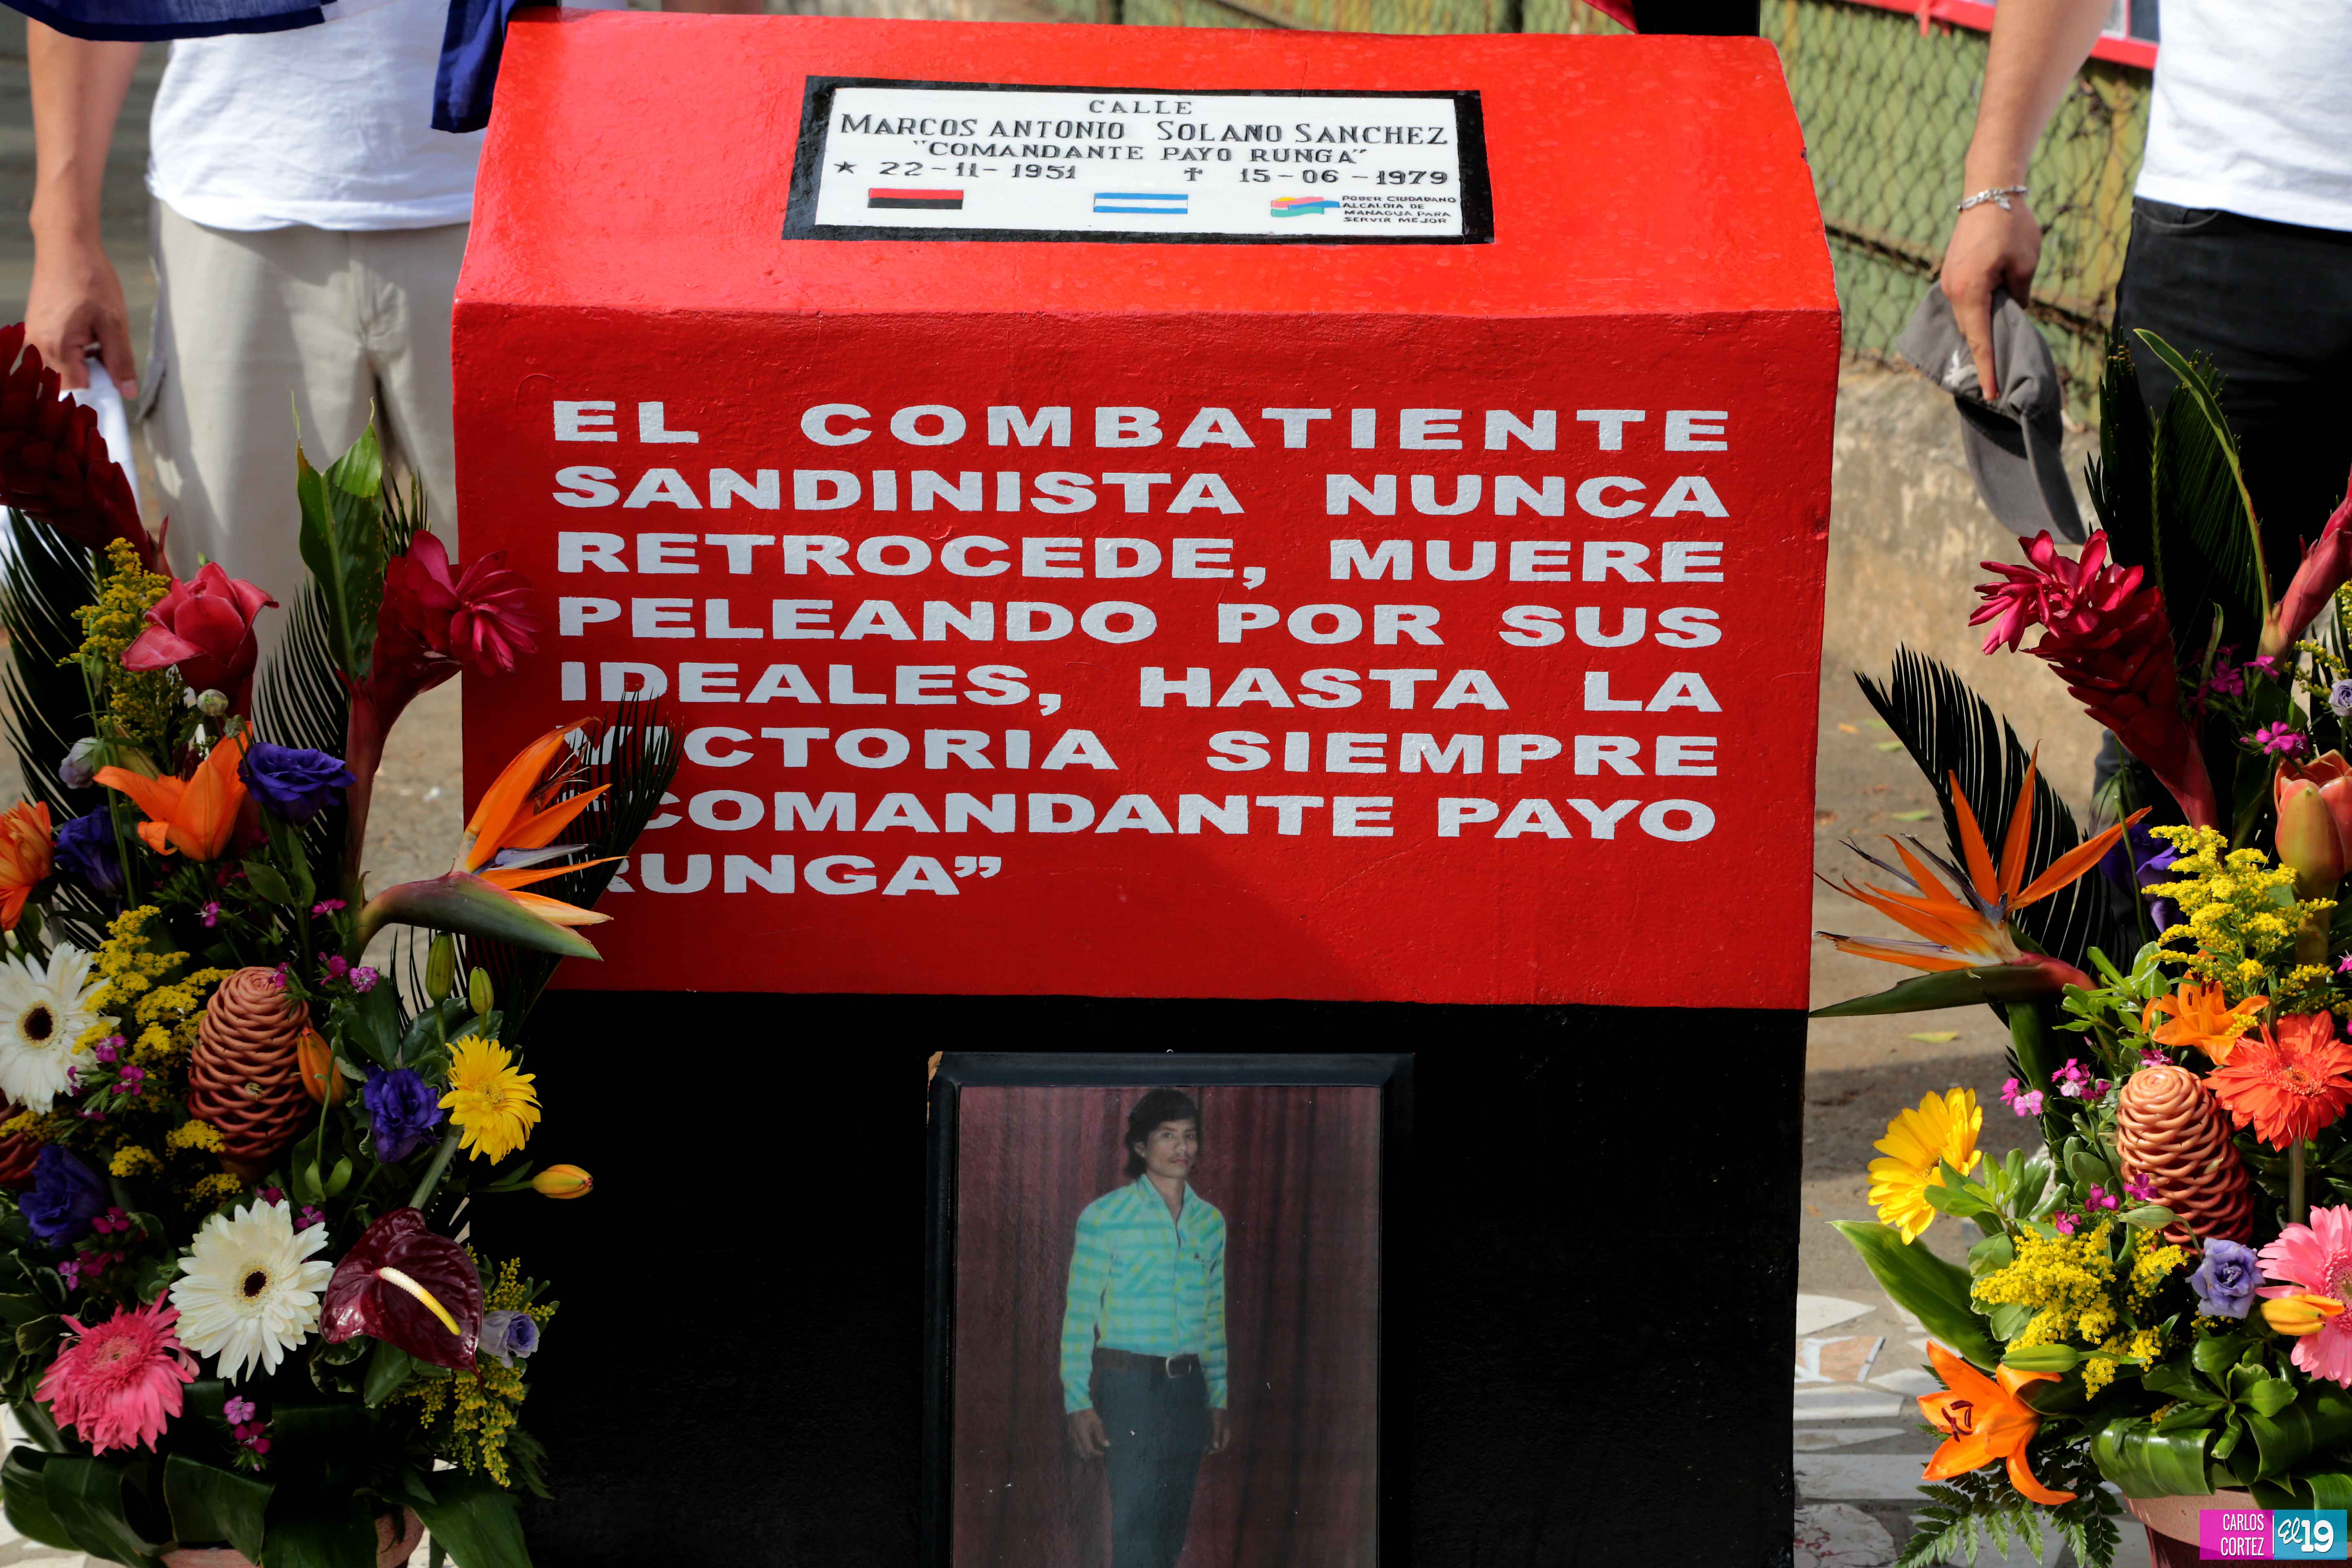 CALLE
MARCOS ANTONIO SOLANO SANCHEZ
"COMANDANTE PAYO RUNGA"
★ 22-11-1951 ✝ 15-06-1979
PODER CIUDADANO
ALCALDIA DE
MANAGUA PARA
SERVIR MEJOR
EL COMBATIENTE
SANDINISTA NUNCA
RETROCEDE, MUERE
PELEANDO POR SUS
IDEALES, HASTA LA
VICTORIA SIEMPRE
"COMANDANTE PAYO
RUNGA”
CARLOS
CORTEZ
El 19